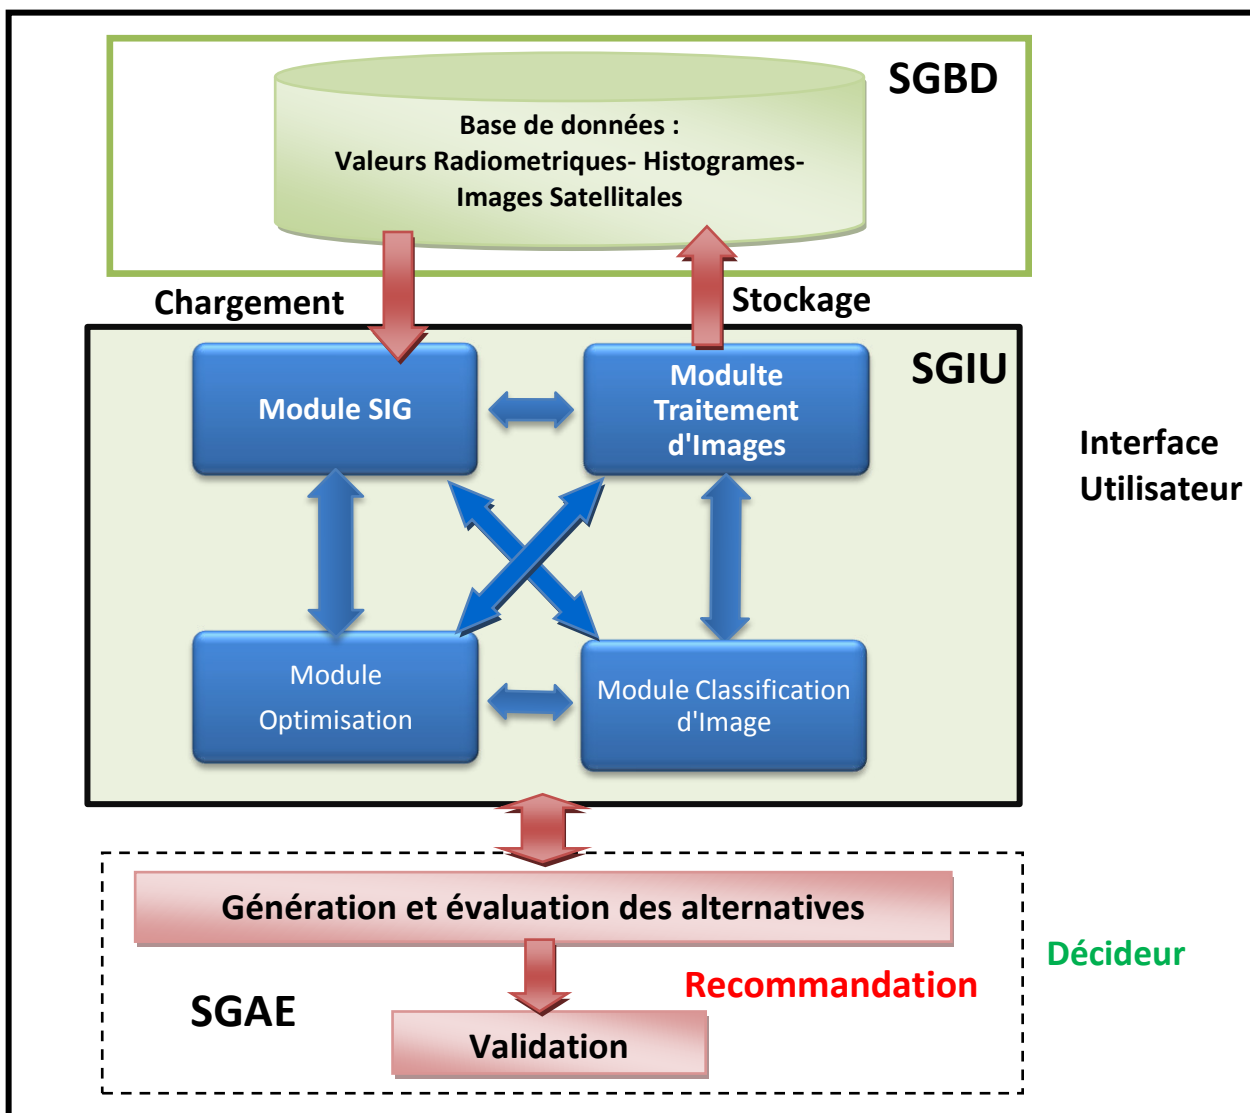 SGBD
Base de données :
Valeurs Radiometriques- Histogrames-
Images Satellitales
Chargement
Stockage
SGIU
Module SIG
Modulte
Traitement
d'Images
Interface
Utilisateur
Module
Optimisation
Module Classification
d'Image
Génération et évaluation des alternatives
Décideur
Recommandation
SGAE
Validation